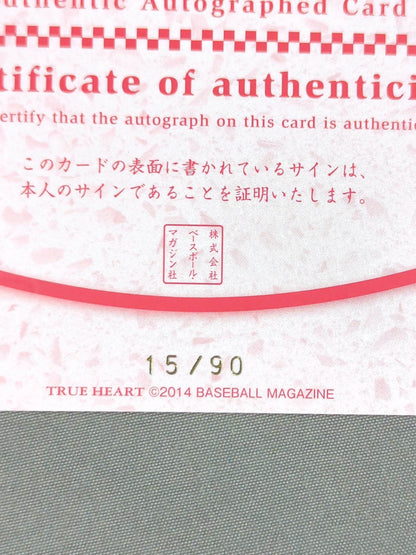 Authentic Autographed Card
Certificate of authenticity
certify that the autograph on this card is authentic
このカードの表面に書かれているサインは、
本人のサインであることを証明いたします。
株式会社
ベースボール・
マガジン社
15/90
TRUE HEART ©2014 BASEBALL MAGAZINE